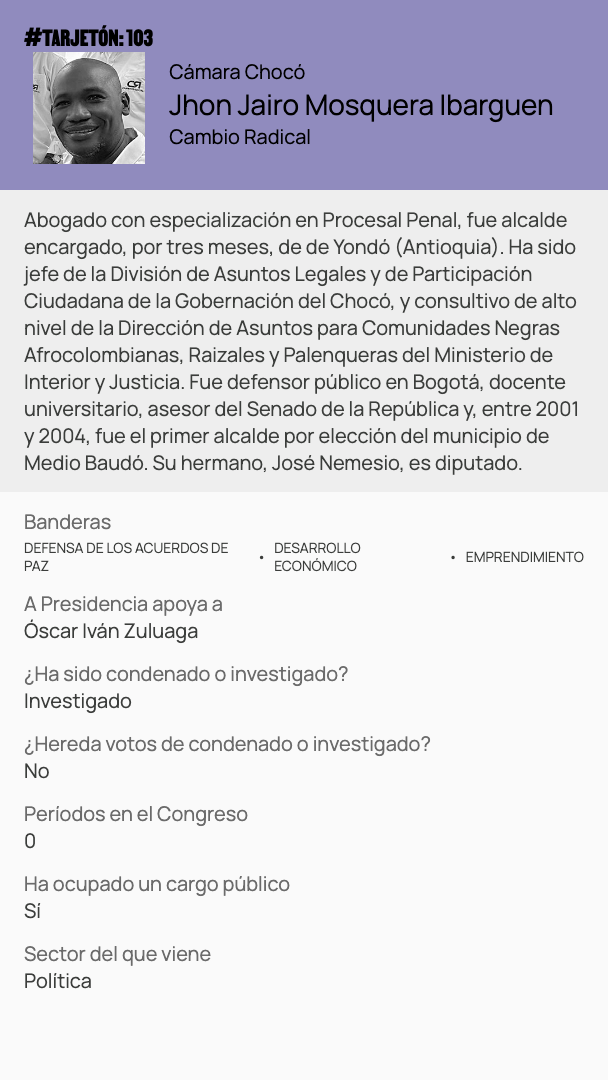 #TARJETÓN: 103
Cámara Chocó
Jhon Jairo Mosquera Ibarguen
Cambio Radical
Abogado con especialización en Procesal Penal, fue alcalde
encargado, por tres meses, de de Yondó (Antioquia). Ha sido
jefe de la División de Asuntos Legales y de Participación
Ciudadana de la Gobernación del Chocó, y consultivo de alto
nivel de la Dirección de Asuntos para Comunidades Negras
Afrocolombianas, Raizales y Palenqueras del Ministerio de
Interior y Justicia. Fue defensor público en Bogotá, docente
universitario, asesor del Senado de la República y, entre 2001
y 2004, fue el primer alcalde por elección del municipio de
Medio Baudó. Su hermano, José Nemesio, es diputado.
Banderas
DEFENSA DE LOS ACUERDOS DE
PAZ
• DESARROLLO
ECONÓMICO
• EMPRENDIMIENTO
A Presidencia apoya a
Óscar Iván Zuluaga
¿Ha sido condenado o investigado?
Investigado
¿Hereda votos de condenado o investigado?
No
Períodos en el Congreso
0
Ha ocupado un cargo público
Sí
Sector del que viene
Política